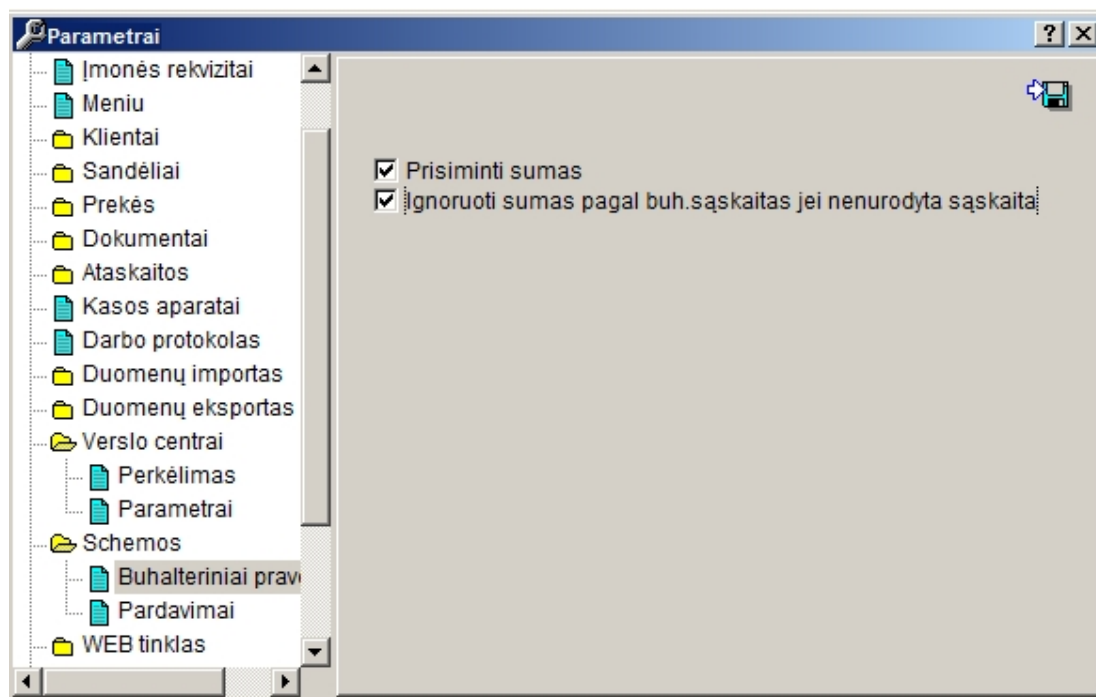 Parametrai
Įmonės rekvizitai
Meniu
Klientai
Sandėliai
Prekės
Dokumentai
Ataskaitos
Kasos aparatai
Darbo protokolas
Duomenų importas
Duomenų eksportas
Verslo centrai
Perkėlimas
Parametrai
Schemos
Buhalteriniai
Pardavimai
WEB tinklas
Prisiminti sumas
Ignoruoti sumas pagal buh.sąskaitas jei nenurodyta sąskaita